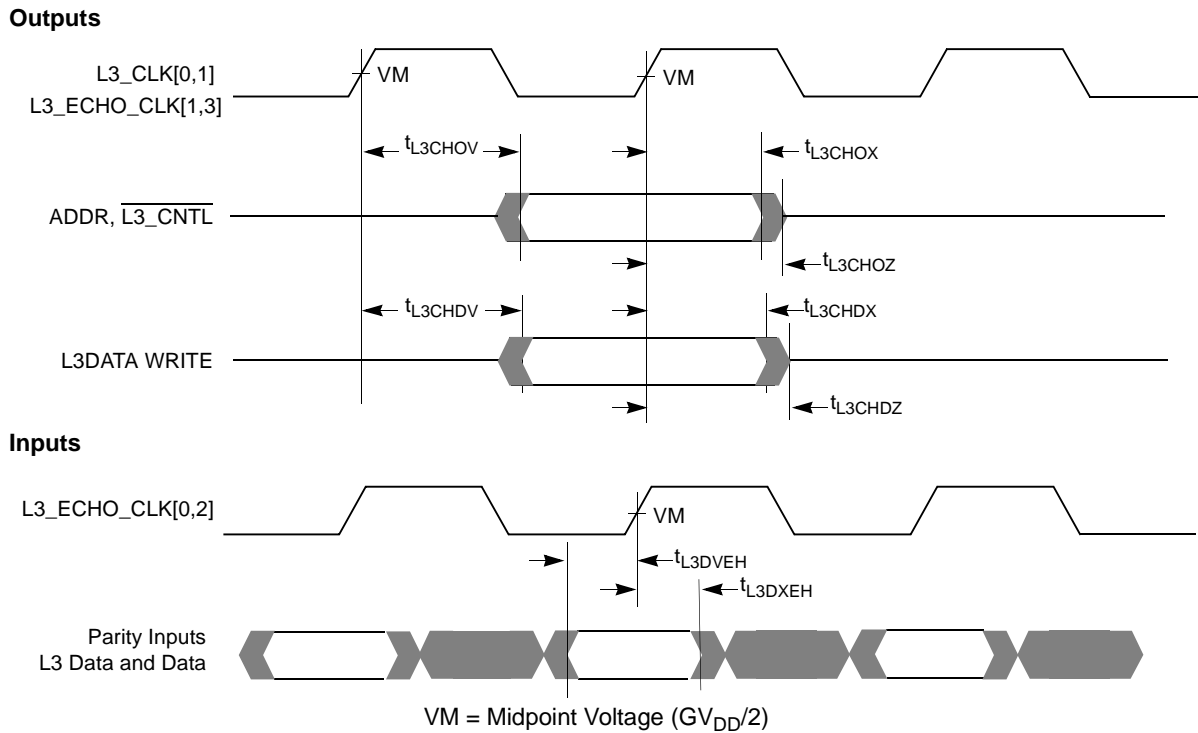 Outputs
L3_CLK[0,1]
VM
VM
L3_ECHO_CLK[1,3]
tL3CHOV
tL3CHOX
ADDR, L3_CNTL
tL3CHOZ
tL3CHDV
tL3CHDX
L3DATA WRITE
tL3CHDZ
Inputs
L3_ECHO_CLK[0,2]
VM
tL3DVEH
tL3DXEH
Parity Inputs
L3 Data and Data
VM = Midpoint Voltage (GVDD/2)